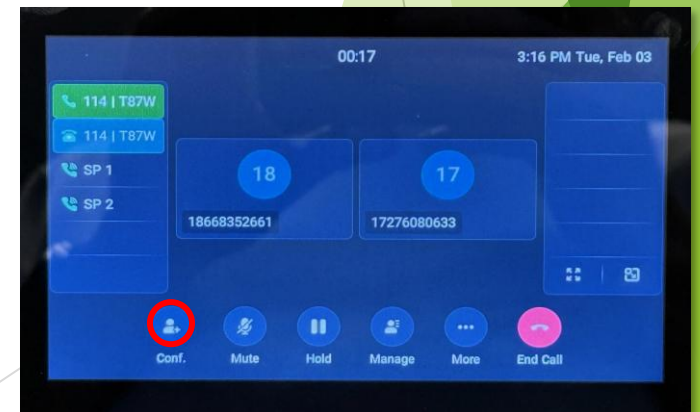 00:17
3:16 PM Tue, Feb 03
114 | T87W
114 | T87W
SP 1
SP 2
18
17
18668352661
17276080633
Conf.
Mute
Hold
Manage
More
End Call